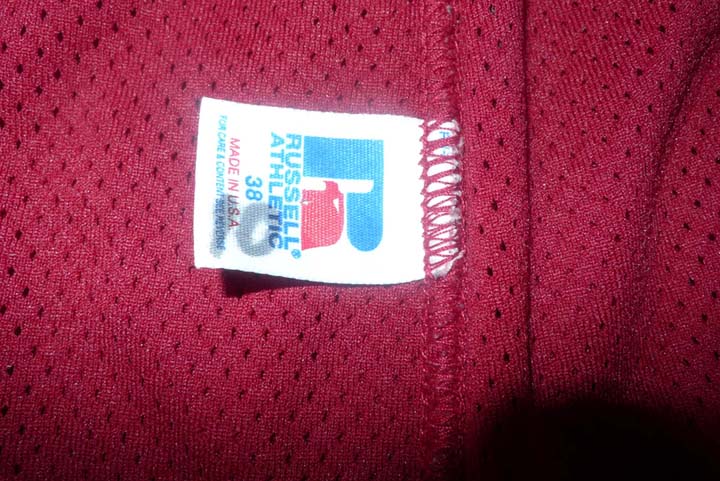 RUSSELL
ATHLETIC®
38
MADE IN U.S.A.
FOR CARE & CONTENT SEE REVERSE